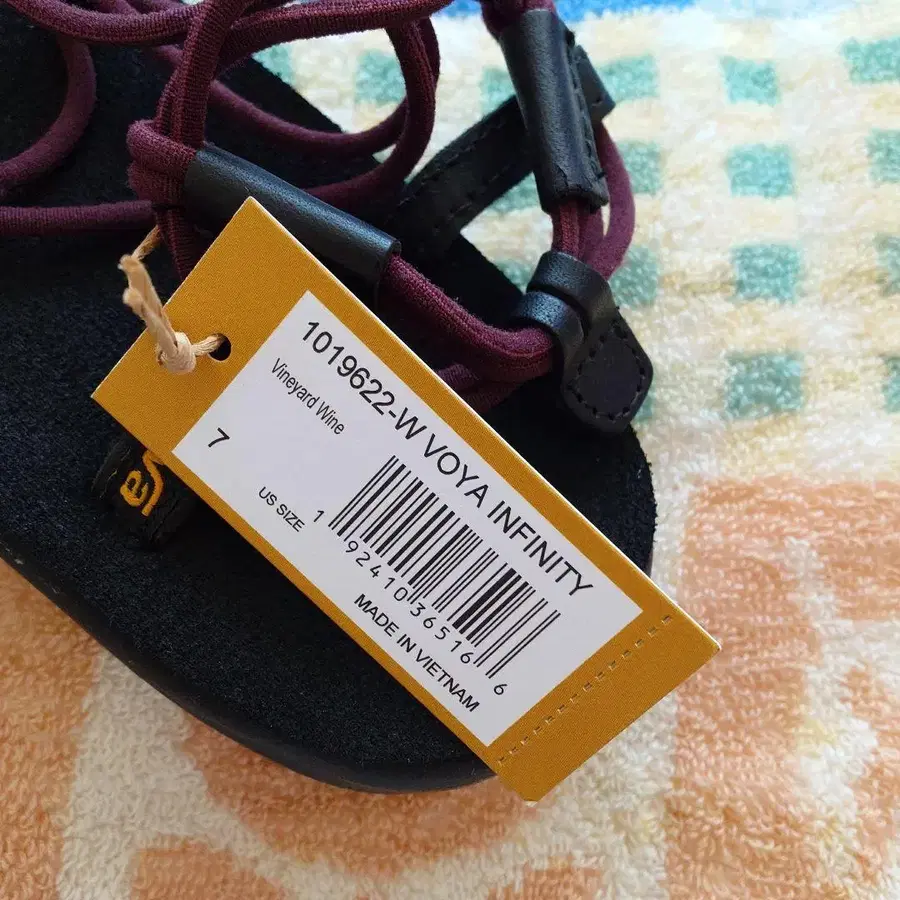 1019622-W VOYA INFINITY
Vineyard Wine
7
US SIZE
1 92410 36516 6
MADE IN VIETNAM